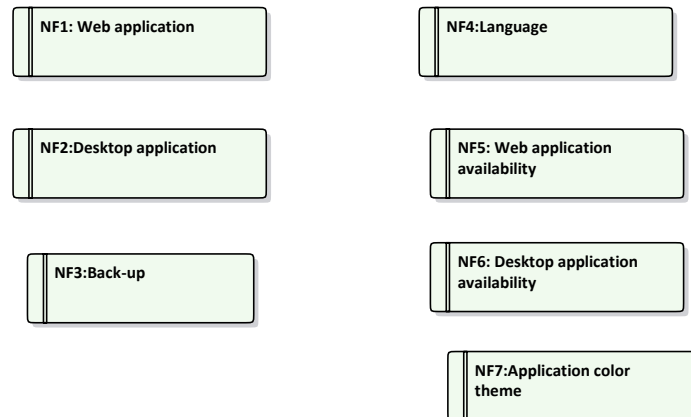 NF1: Web application
NF2:Desktop application
NF3:Back-up
NF4:Language
NF5: Web application
availability
NF6: Desktop application
availability
NF7:Application color
theme